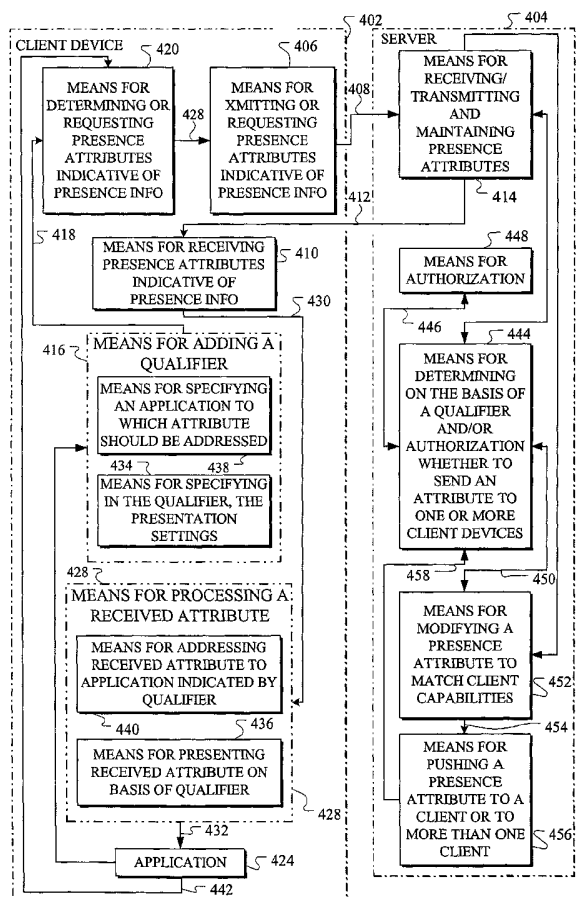 402
404
CLIENT DEVICE
420
406
SERVER
MEANS FOR
DETERMINING OR
REQUESTING
PRESENCE
ATTRIBUTES
INDICATIVE OF
PRESENCE INFO
428
MEANS FOR
XMITTING OR
REQUESTING
PRESENCE
ATTRIBUTES
INDICATIVE OF
PRESENCE INFO
408
MEANS FOR
RECEIVING/
TRANSMITTING
AND
MAINTAINING
PRESENCE
ATTRIBUTES
414
412
418
MEANS FOR RECEIVING
PRESENCE ATTRIBUTES
INDICATIVE OF
PRESENCE INFO
410
430
448
MEANS FOR
AUTHORIZATION
446
444
416
MEANS FOR ADDING A
QUALIFIER
MEANS FOR SPECIFYING
AN APPLICATION TO
WHICH ATTRIBUTE
SHOULD BE ADDRESSED
434
438
MEANS FOR SPECIFYING
IN THE QUALIFIER, THE
PRESENTATION
SETTINGS
MEANS FOR
DETERMINING
ON THE BASIS OF
A QUALIFIER
AND/OR
AUTHORIZATION
WHETHER TO
SEND AN
ATTRIBUTE TO
ONE OR MORE
CLIENT DEVICES
458
450
428
MEANS FOR PROCESSING A
RECEIVED ATTRIBUTE
MEANS FOR ADDRESSING
RECEIVED ATTRIBUTE TO
APPLICATION INDICATED BY
QUALIFIER
440
436
MEANS FOR PRESENTING
RECEIVED ATTRIBUTE ON
BASIS OF QUALIFIER
428
MEANS FOR
MODIFYING A
PRESENCE
ATTRIBUTE TO
MATCH CLIENT
CAPABILITIES
452
454
MEANS FOR
PUSHING A
PRESENCE
ATTRIBUTE TO A
CLIENT OR TO
MORE THAN ONE
CLIENT
456
432
APPLICATION
424
442